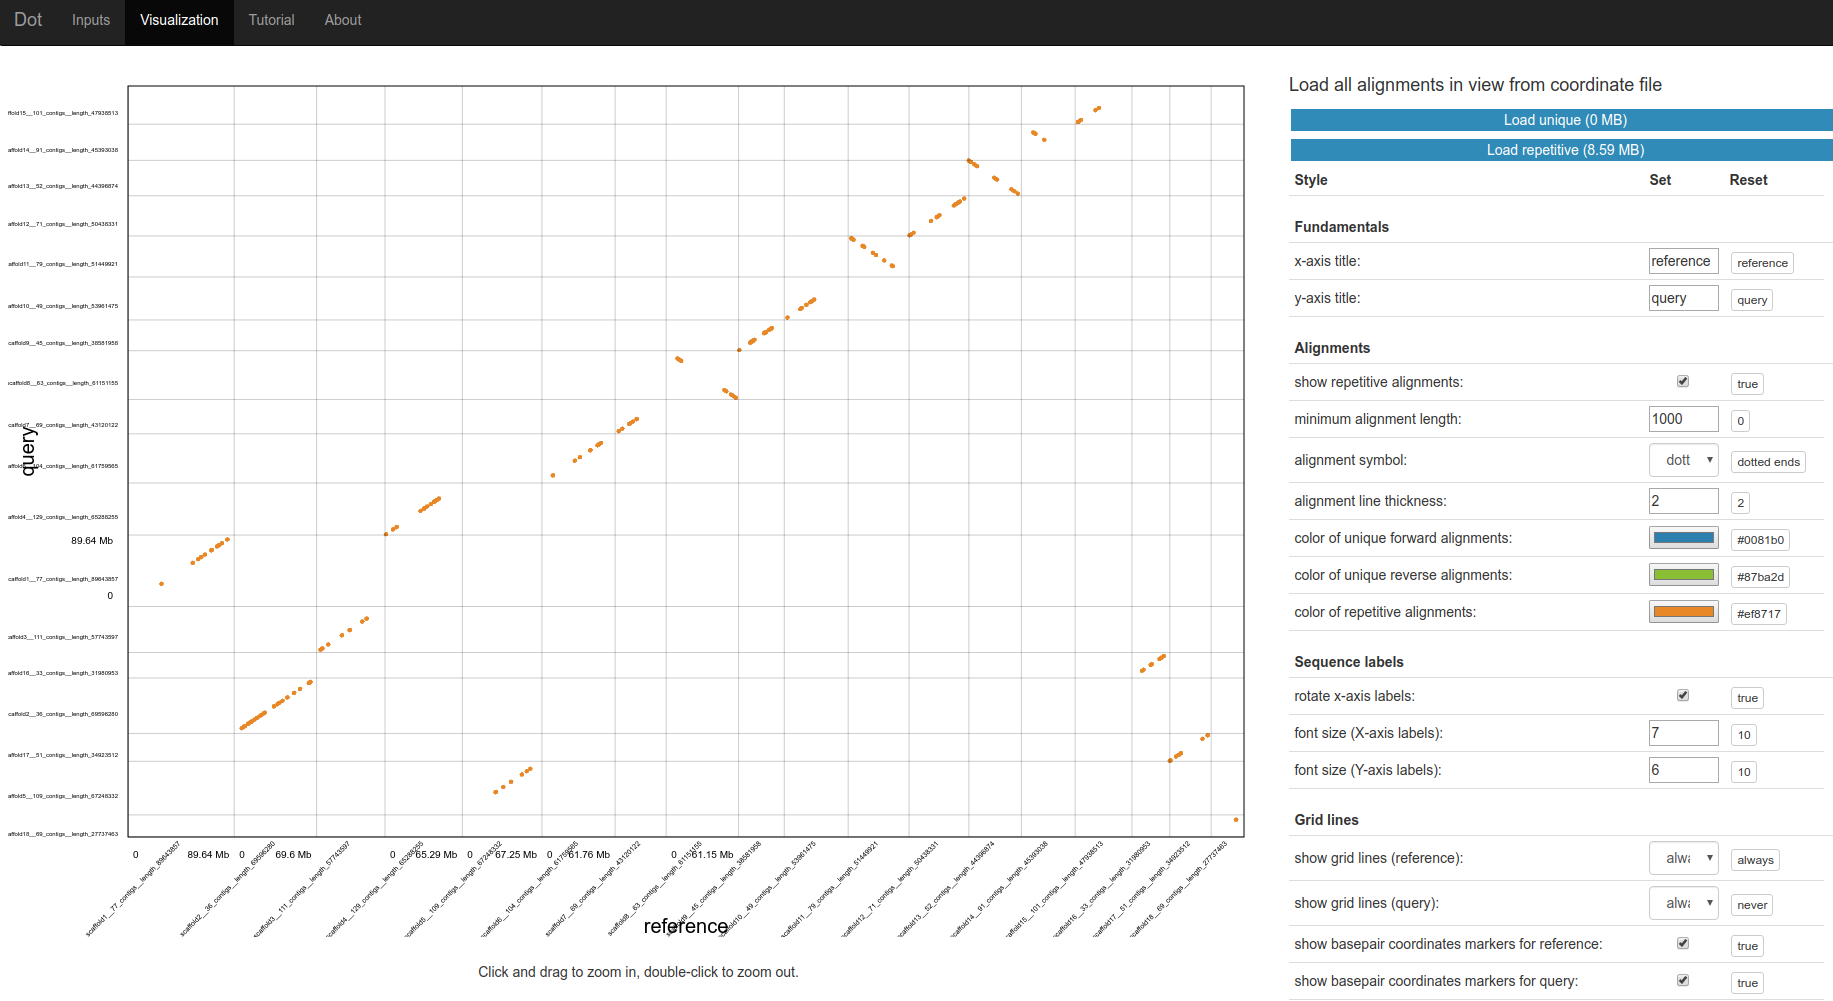 Dot Inputs Visualization Tutorial About
Load all alignments in view from coordinate file
Load unique (0 MB)
Load repetitive (8.59 MB)
Style Set Reset
Fundamentals
x-axis title: reference reference
y-axis title: query query
Alignments
show repetitive alignments: true
minimum alignment length: 1000 0
alignment symbol: dott dotted ends
alignment line thickness: 2 2
color of unique forward alignments: #0081b0
color of unique reverse alignments: #87ba2d
color of repetitive alignments: #ef8717
Sequence labels
rotate x-axis labels: true
font size (X-axis labels): 7 10
font size (Y-axis labels): 6 10
Grid lines
show grid lines (reference): alwa always
show grid lines (query): alwa never
show basepair coordinates markers for reference: true
show basepair coordinates markers for query: true
ffold15__101_contigs__length_47938513
affold14__91_contigs__length_45393038
affold13__52_contigs__length_44396874
affold12__71_contigs__length_50438331
affold11__79_contigs__length_51449921
affold10__49_contigs__length_53961475
caffold9__45_contigs__length_38581958
caffold8__63_contigs__length_61151155
caffold7__69_contigs__length_43120122
query
affold4__129_contigs__length_65288255
89.64 Mb
caffold1__77_contigs__length_89643857
0
affold3__111_contigs__length_57743597
affold16__33_contigs__length_31980953
caffold2__36_contigs__length_69596280
affold17__51_contigs__length_34923512
affold5__109_contigs__length_67248332
affold18__69_contigs__length_27737463
0 89.64 Mb 0 69.6 Mb 0 65.29 Mb 0 67.25 Mb 0 61.76 Mb 0 61.15 Mb
scaffold1__77_contigs__length_89643857
scaffold2__36_contigs__length_69596280
scaffold3__111_contigs__length_57743597
scaffold4__129_contigs__length_65288255
scaffold5__109_contigs__length_67248332
scaffold6__104_contigs__length_61759565
scaffold7__69_contigs__length_43120122
scaffold8__63_contigs__length_61151155
scaffold9__45_contigs__length_38581958
caffold10__49_contigs__length_53961475
scaffold11__79_contigs__length_51449921
scaffold12__71_contigs__length_50438331
scaffold13__52_contigs__length_44396874
caffold14__91_contigs__length_45393038
caffold15__101_contigs__length_47938513
scaffold16__33_contigs__length_31980953
scaffold17__51_contigs__length_34923512
scaffold18__69_contigs__length_27737463
reference
Click and drag to zoom in, double-click to zoom out.